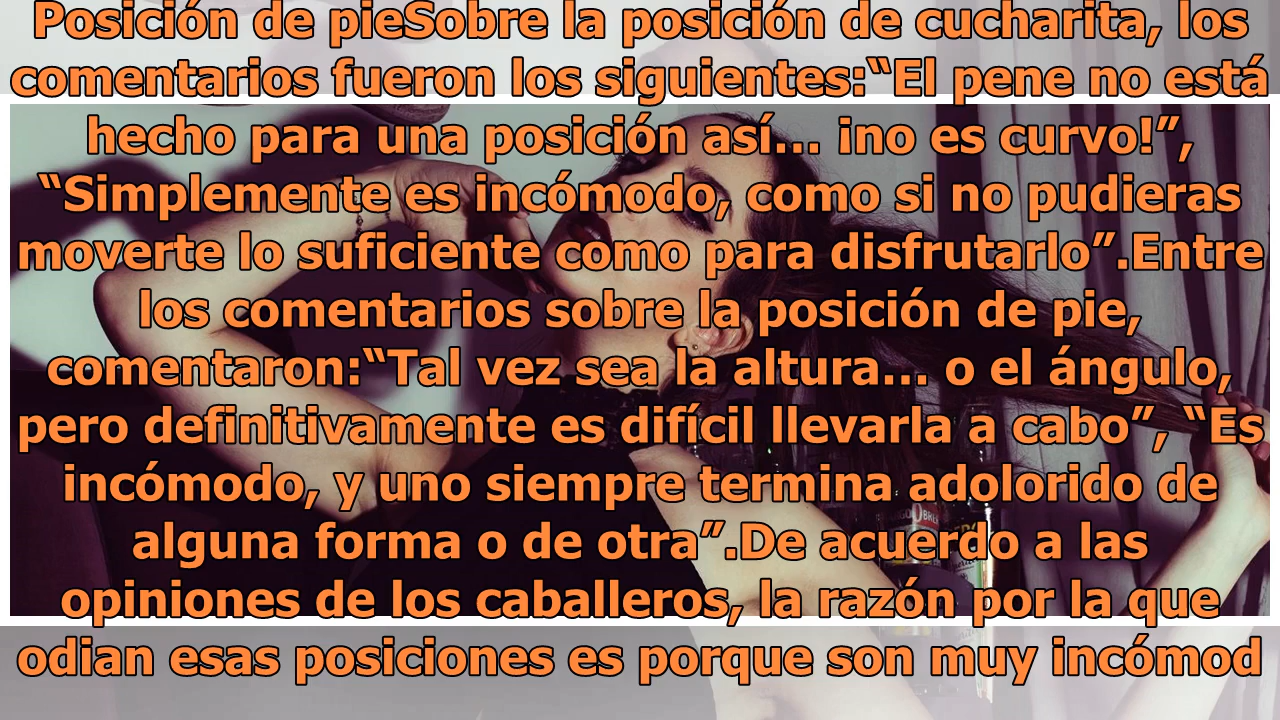 Posición de pieSobre la posición de cucharita, los
comentarios fueron los siguientes:“El pene no está
hecho para una posición así... ¡no es curvo!”,
“Simplemente es incómodo, como si no pudieras
moverte lo suficiente como para disfrutarlo”.Entre
los comentarios sobre la posición de pie,
comentaron:“Tal vez sea la altura... o el ángulo,
pero definitivamente es difícil llevarla a cabo”, “Es
incómodo, y uno siempre termina adolorido de
alguna forma o de otra”.De acuerdo a las
opiniones de los caballeros, la razón por la que
odian esas posiciones es porque son muy incómod